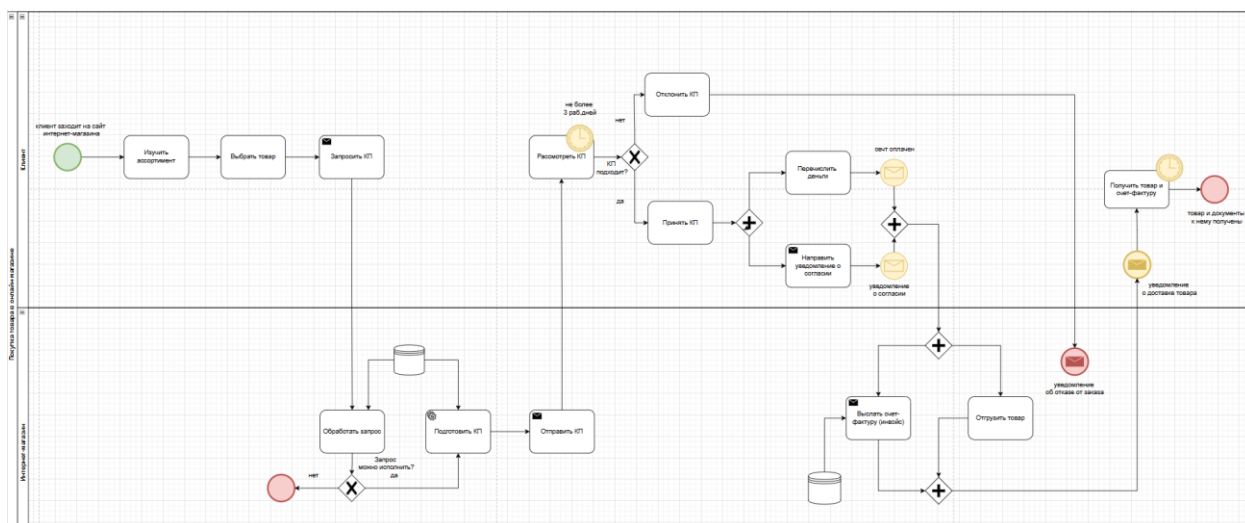 Покупка товара в онлайн-магазине
Клиент
клиент заходит на сайт
интернет-магазина
Изучить
ассортимент
Выбрать товар
Запросить КП
не более
3 раб.дней
Рассмотреть КП
КП
подходит?
нет
да
Отклонить КП
Принять КП
Перечислить
деньги
счт оплачен
Направить
уведомление о
согласии
уведомление
о согласии
Получить товар и
счет-фактуру
товар и документы
к нему получены
уведомление
о доставке товара
Интернет-магазин
Обработать запрос
Запрос
можно исполнить?
нет
да
Подготовить КП
Отправить КП
Выслать счет-
фактуру (инвойс)
Отгрузить товар
уведомление
об отказе от заказа